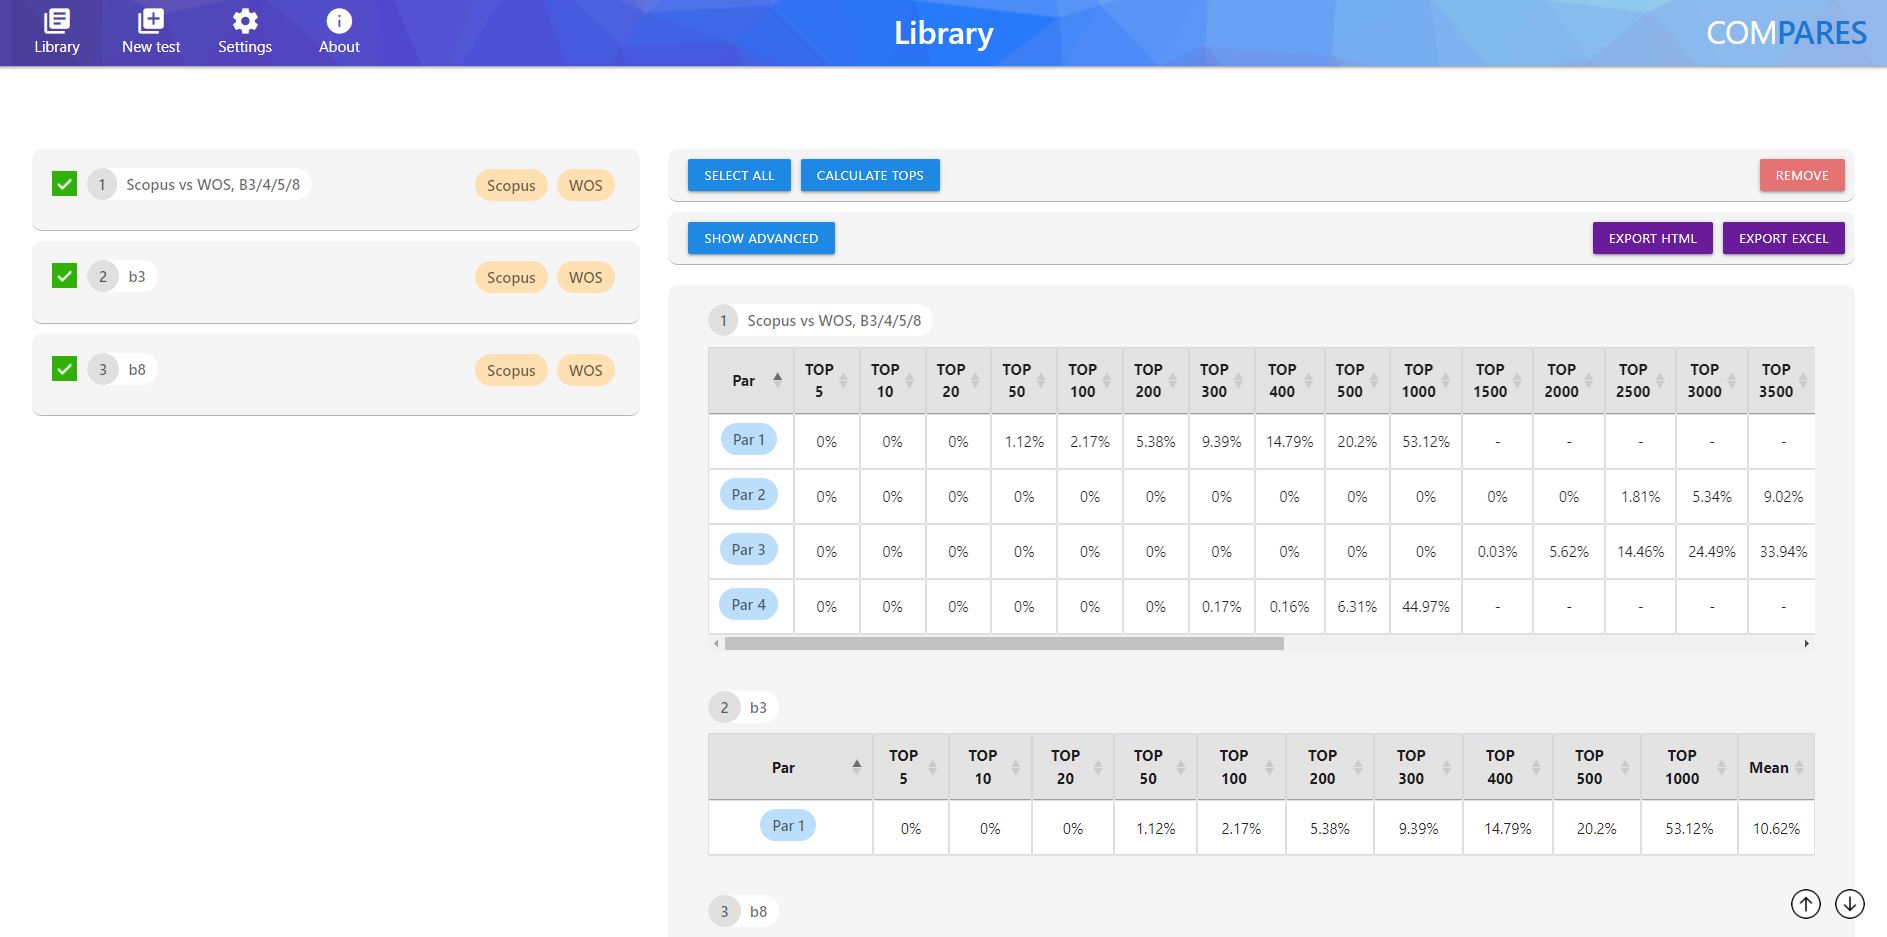 Library New test Settings About Library COMPARES
1 Scopus vs WOS, B3/4/5/8 Scopus WOS
2 b3 Scopus WOS
3 b8 Scopus WOS
SELECT ALL CALCULATE TOPS REMOVE
SHOW ADVANCED EXPORT HTML EXPORT EXCEL
1 Scopus vs WOS, B3/4/5/8
Par TOP 5 TOP 10 TOP 20 TOP 50 TOP 100 TOP 200 TOP 300 TOP 400 TOP 500 TOP 1000 TOP 1500 TOP 2000 TOP 2500 TOP 3000 TOP 3500
Par 1 0% 0% 0% 1.12% 2.17% 5.38% 9.39% 14.79% 20.2% 53.12% - - - - -
Par 2 0% 0% 0% 0% 0% 0% 0% 0% 0% 0% 0% 0% 1.81% 5.34% 9.02%
Par 3 0% 0% 0% 0% 0% 0% 0% 0% 0% 0% 0.03% 5.62% 14.46% 24.49% 33.94%
Par 4 0% 0% 0% 0% 0% 0% 0.17% 0.16% 6.31% 44.97% - - - - -
2 b3
Par TOP 5 TOP 10 TOP 20 TOP 50 TOP 100 TOP 200 TOP 300 TOP 400 TOP 500 TOP 1000 Mean
Par 1 0% 0% 0% 1.12% 2.17% 5.38% 9.39% 14.79% 20.2% 53.12% 10.62%
3 b8